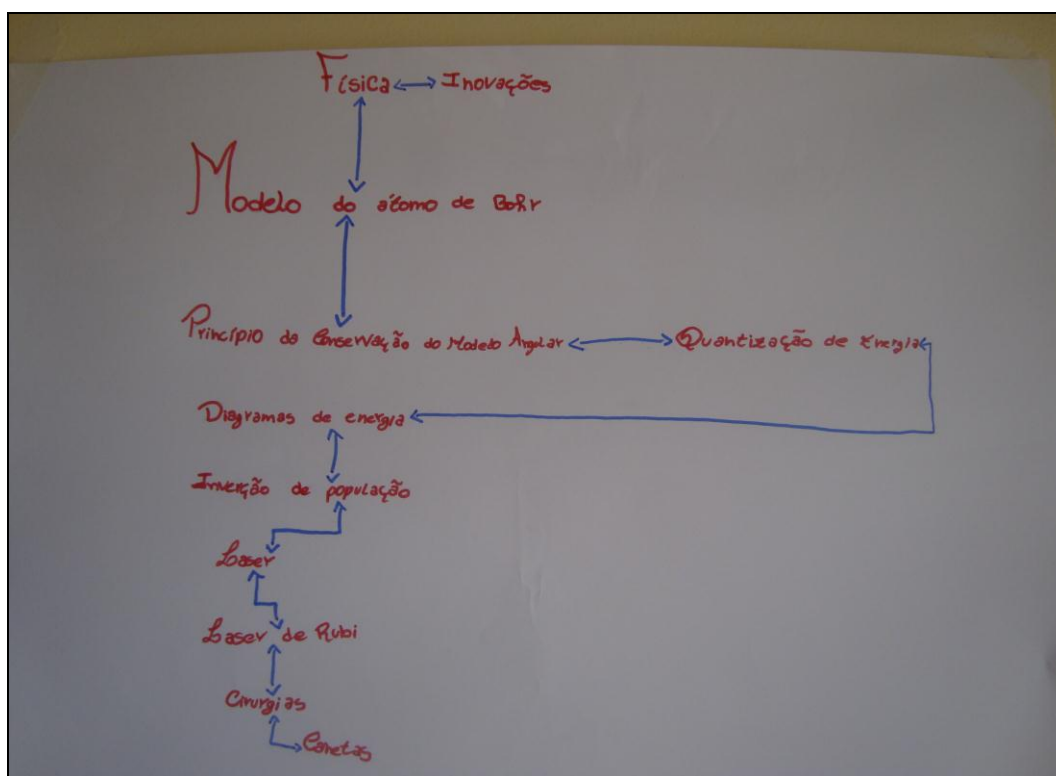 Física Inovações
Modelo do átomo de Bohr
Princípio da Conservação do Modelo Angular Quantização de Energia
Diagramas de energia
Inverção de população
Laser
Laser de Rubi
Cirurgias
Canetas